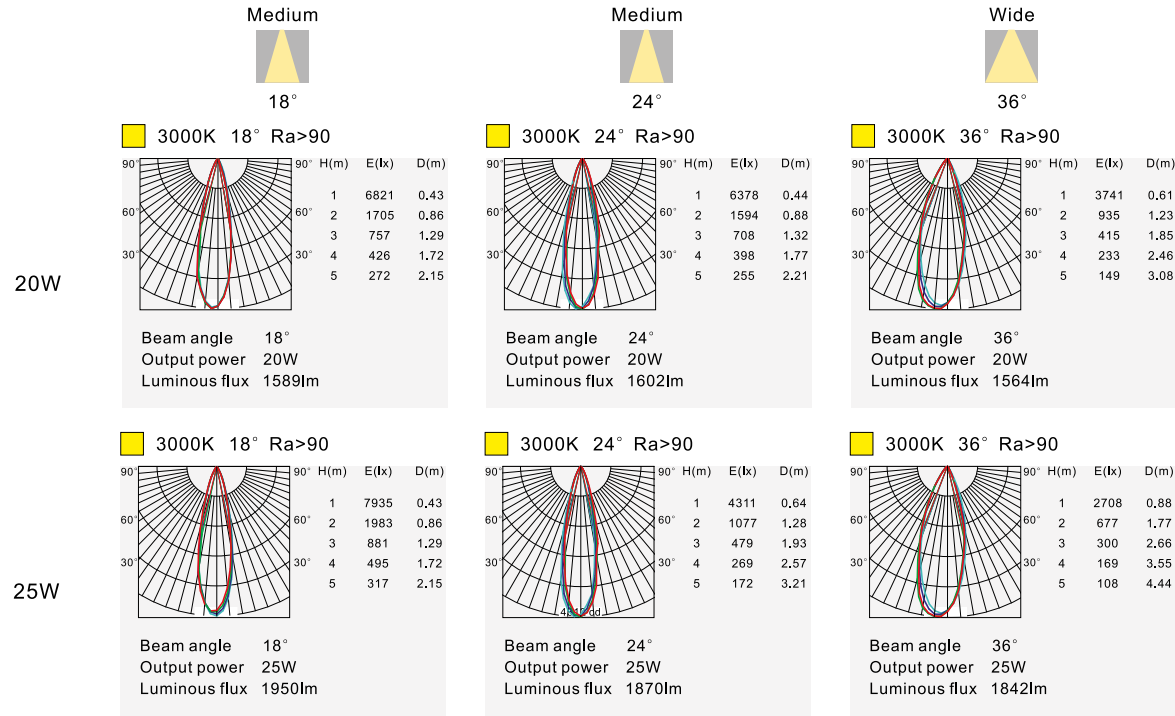 Medium
18°
Medium
24°
Wide
36°
20W
3000K 18° Ra>90
90° 90° H(m) E(lx) D(m)
1 6821 0.43
60° 60° 2 1705 0.86
3 757 1.29
30° 30° 4 426 1.72
5 272 2.15
Beam angle 18°
Output power 20W
Luminous flux 1589lm
3000K 24° Ra>90
90° 90° H(m) E(lx) D(m)
1 6378 0.44
60° 60° 2 1594 0.88
3 708 1.32
30° 30° 4 398 1.77
5 255 2.21
Beam angle 24°
Output power 20W
Luminous flux 1602lm
3000K 36° Ra>90
90° 90° H(m) E(lx) D(m)
1 3741 0.61
60° 60° 2 935 1.23
3 415 1.85
30° 30° 4 233 2.46
5 149 3.08
Beam angle 36°
Output power 20W
Luminous flux 1564lm
25W
3000K 18° Ra>90
90° 90° H(m) E(lx) D(m)
1 7935 0.43
60° 60° 2 1983 0.86
3 881 1.29
30° 30° 4 495 1.72
5 317 2.15
Beam angle 18°
Output power 25W
Luminous flux 1950lm
3000K 24° Ra>90
90° 90° H(m) E(lx) D(m)
1 4311 0.64
60° 60° 2 1077 1.28
3 479 1.93
30° 30° 4 269 2.57
5 172 3.21
cd
Beam angle 24°
Output power 25W
Luminous flux 1870lm
3000K 36° Ra>90
90° 90° H(m) E(lx) D(m)
1 2708 0.88
60° 60° 2 677 1.77
3 300 2.66
30° 30° 4 169 3.55
5 108 4.44
Beam angle 36°
Output power 25W
Luminous flux 1842lm